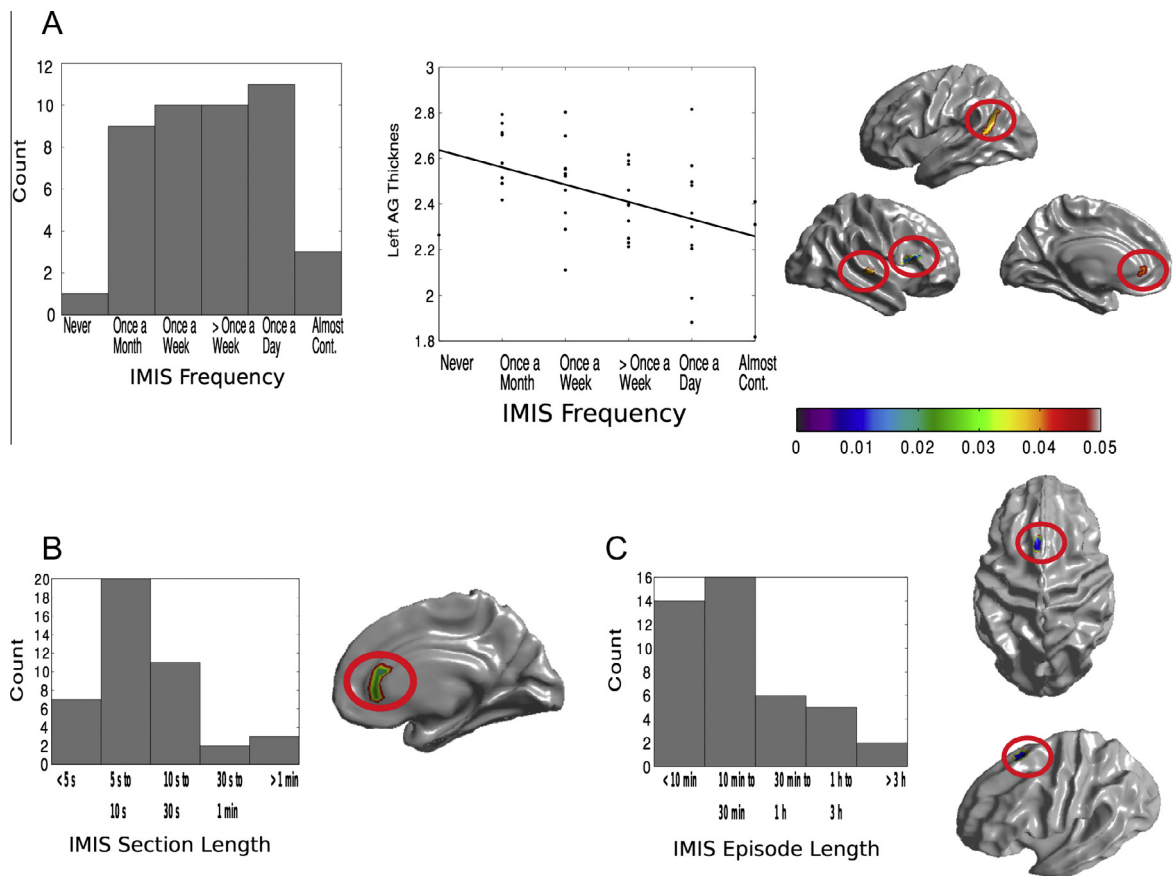 A
12
10
8
6
4
2
0
Count
Never
Once a
Month
Once a
Week
> Once a
Week
Once a
Day
Almost
Cont.
IMIS Frequency
3
2.8
2.6
2.4
2.2
2
1.8
Left AG Thicknes
Never
Once a
Month
Once a
Week
> Once a
Week
Once a
Day
Almost
Cont.
IMIS Frequency
0 0.01 0.02 0.03 0.04 0.05
B
20
18
16
14
12
10
8
6
4
2
0
Count
< 5 s
5 s to
10 s
10 s to
30 s
30 s to
1 min
> 1 min
IMIS Section Length
C
16
14
12
10
8
6
4
2
0
Count
< 10 min
10 min to
30 min
30 min to
1 h
1 h to
3 h
> 3 h
IMIS Episode Length